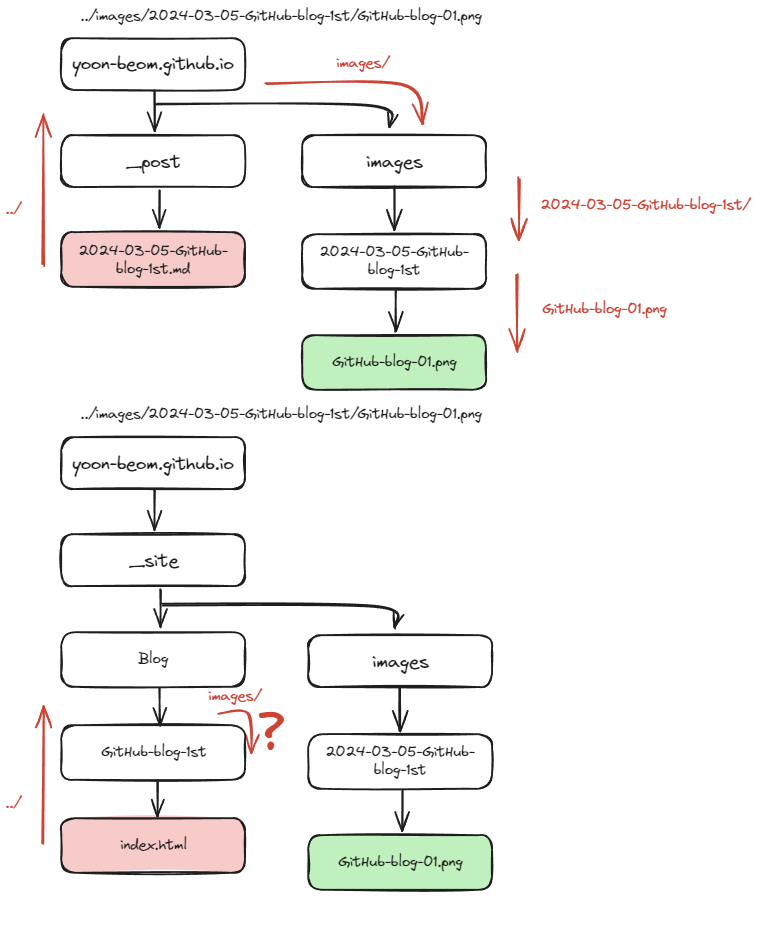 ../images/2024-03-05-GitHub-blog-1st/GitHub-blog-01.png
yoon-beom.github.io
images/
_post
images
../
2024-03-05-GitHub-blog-1st/
2024-03-05-GitHub-
blog-1st.md
2024-03-05-GitHub-
blog-1st
GitHub-blog-01.png
GitHub-blog-01.png
../images/2024-03-05-GitHub-blog-1st/GitHub-blog-01.png
yoon-beom.github.io
_site
Blog
images
images/
?
GitHub-blog-1st
2024-03-05-GitHub-
blog-1st
../
index.html
GitHub-blog-01.png